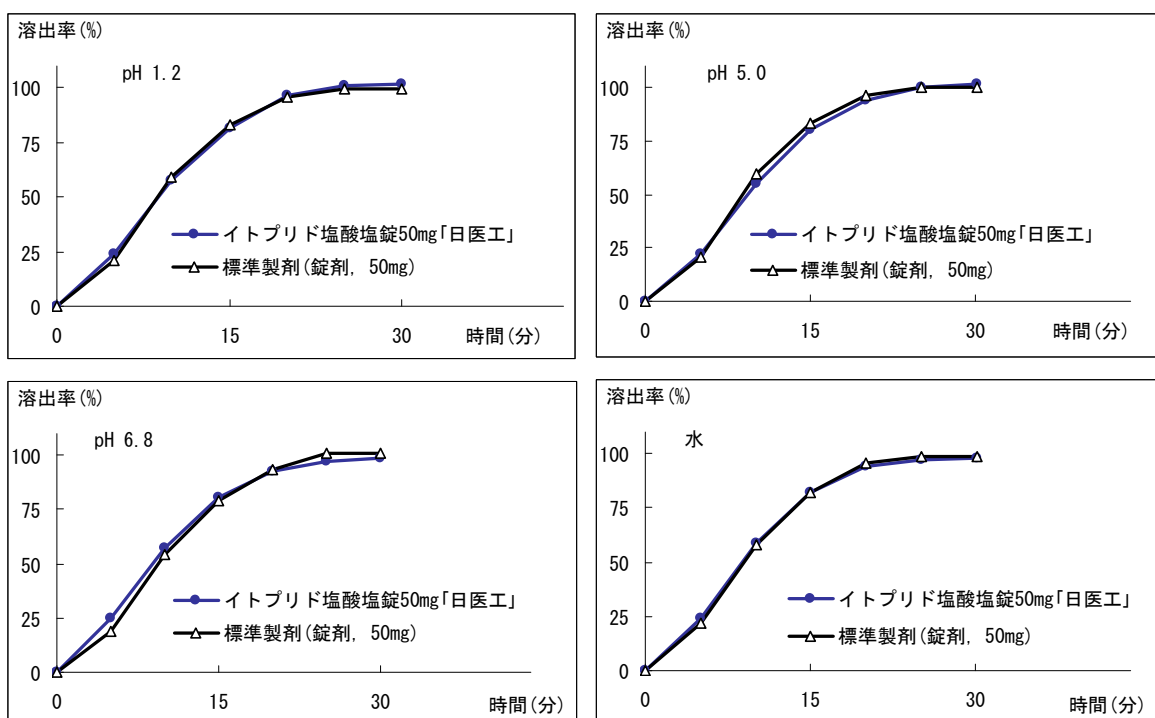 溶出率(%)
pH 1.2
100
75
50
25
0
イトプリド塩酸塩錠50mg「日医工」
標準製剤(錠剤, 50mg)
0 15 30 時間(分)
溶出率(%)
pH 5.0
100
75
50
25
0
イトプリド塩酸塩錠50mg「日医工」
標準製剤(錠剤, 50mg)
0 15 30 時間(分)
溶出率(%)
pH 6.8
100
75
50
25
0
イトプリド塩酸塩錠50mg「日医工」
標準製剤(錠剤, 50mg)
0 15 30 時間(分)
溶出率(%)
水
100
75
50
25
0
イトプリド塩酸塩錠50mg「日医工」
標準製剤(錠剤, 50mg)
0 15 30 時間(分)